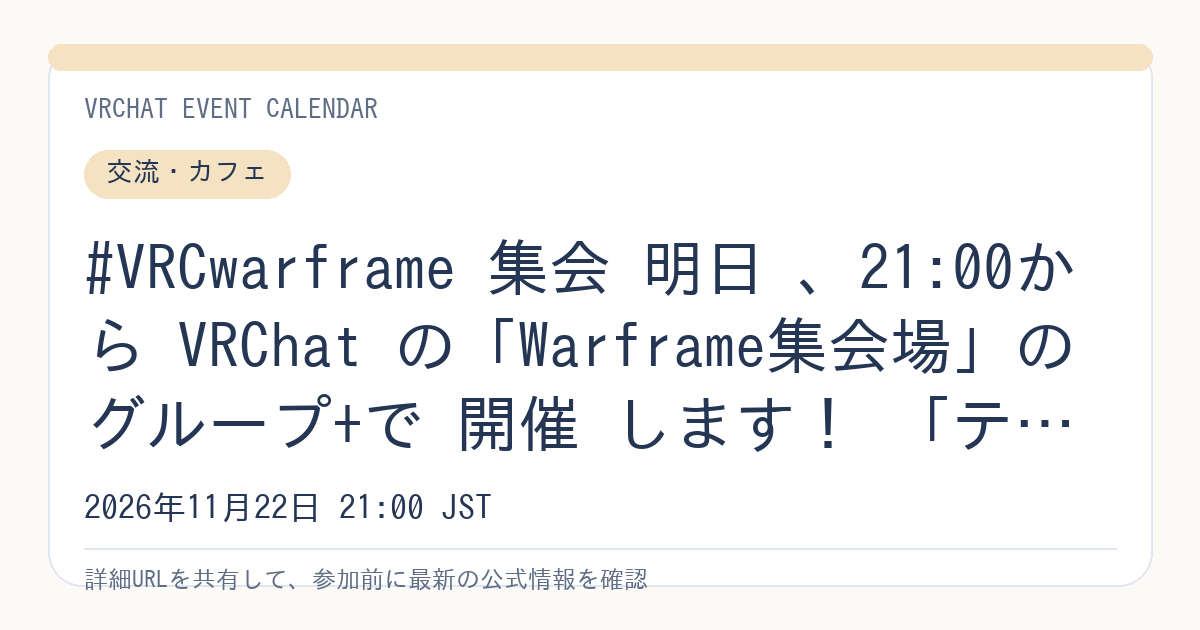 VRCHAT EVENT CALENDAR
交流・カフェ
#VRCwarframe 集会 明日 、21:00か
ら VRChat の「Warframe集会場」の
グループ+で 開催 します！ 「テ…
2026年11月22日 21:00 JST
詳細URLを共有して、参加前に最新の公式情報を確認